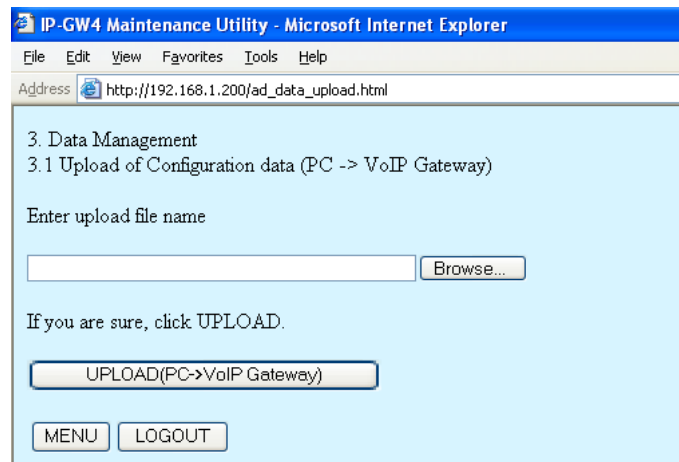 IP-GW4 Maintenance Utility - Microsoft Internet Explorer
File Edit View Favorites Tools Help
Address http://192.168.1.200/ad_data_upload.html
3. Data Management
3.1 Upload of Configuration data (PC -> VoIP Gateway)
Enter upload file name
Browse...
If you are sure, click UPLOAD.
UPLOAD(PC->VoIP Gateway)
MENU LOGOUT